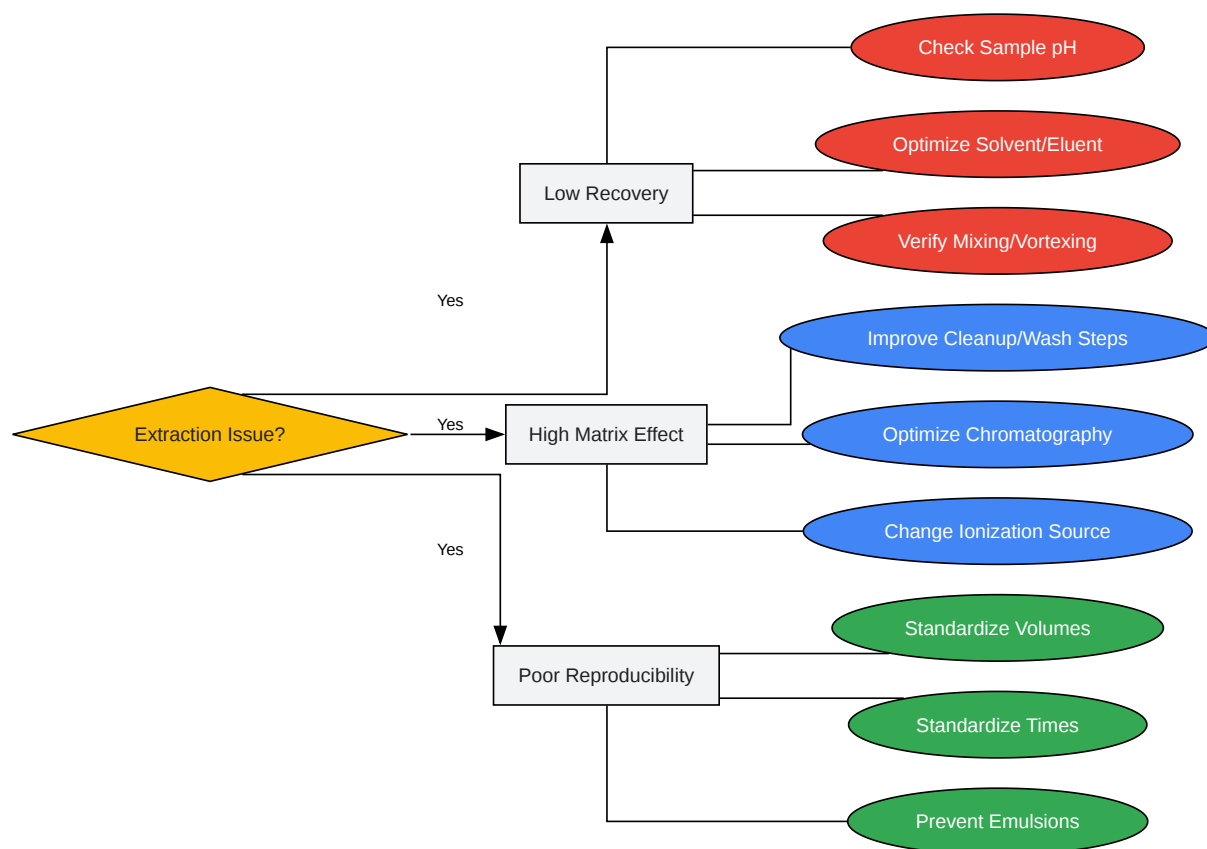 Check Sample pH
Optimize Solvent/Eluent
Low Recovery
Verify Mixing/Vortexing
Yes
Improve Cleanup/Wash Steps
Yes
Extraction Issue?
High Matrix Effect
Optimize Chromatography
Change Ionization Source
Yes
Standardize Volumes
Poor Reproducibility
Standardize Times
Prevent Emulsions